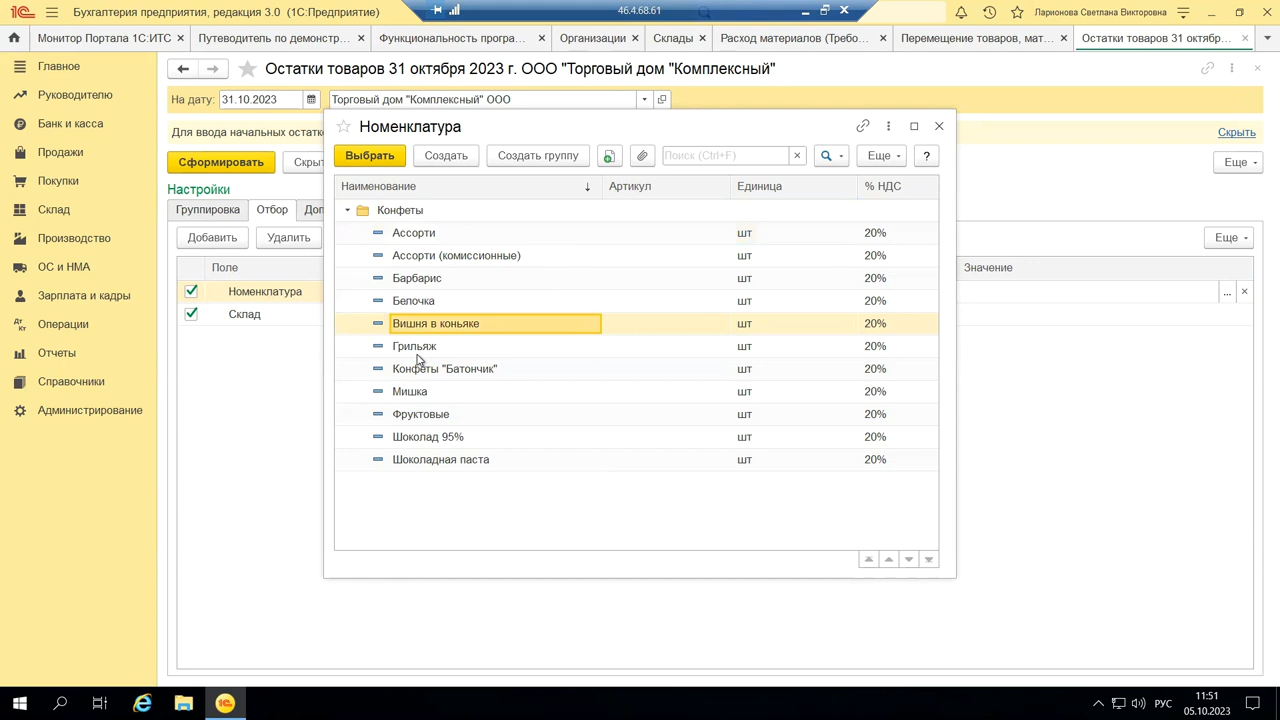 Бухгалтерия предприятия, редакция 3.0 (1С:Предприятие)
46.4.68.61
Ларионова Светлана Викторовна
Монитор Портала 1С:ИТС
Путеводитель по демонстр...
Функциональность програ...
Организации
Склады
Расход материалов (Требо...
Перемещение товаров, мат...
Остатки товаров 31 октябр...
Главное
Руководителю
Банк и касса
Продажи
Покупки
Склад
Производство
ОС и НМА
Зарплата и кадры
Операции
Отчеты
Справочники
Администрирование
Остатки товаров 31 октября 2023 г. ООО "Торговый дом "Комплексный"
На дату: 31.10.2023 Торговый дом "Комплексный" ООО
Для ввода начальных остатко
Скрыть
Сформировать
Скрыт
Еще
Настройки
Группировка
Отбор
Доп
Добавить
Удалить
Еще
Поле
Значение
Номенклатура
...
Склад
Номенклатура
Выбрать
Создать
Создать группу
Поиск (Ctrl+F)
Еще
?
Наименование Артикул Единица % НДС
Конфеты
Ассорти шт 20%
Ассорти (комиссионные) шт 20%
Барбарис шт 20%
Белочка шт 20%
Вишня в коньяке шт 20%
Грильяж шт 20%
Конфеты "Батончик" шт 20%
Мишка шт 20%
Фруктовые шт 20%
Шоколад 95% шт 20%
Шоколадная паста шт 20%
РУС
11:51
05.10.2023